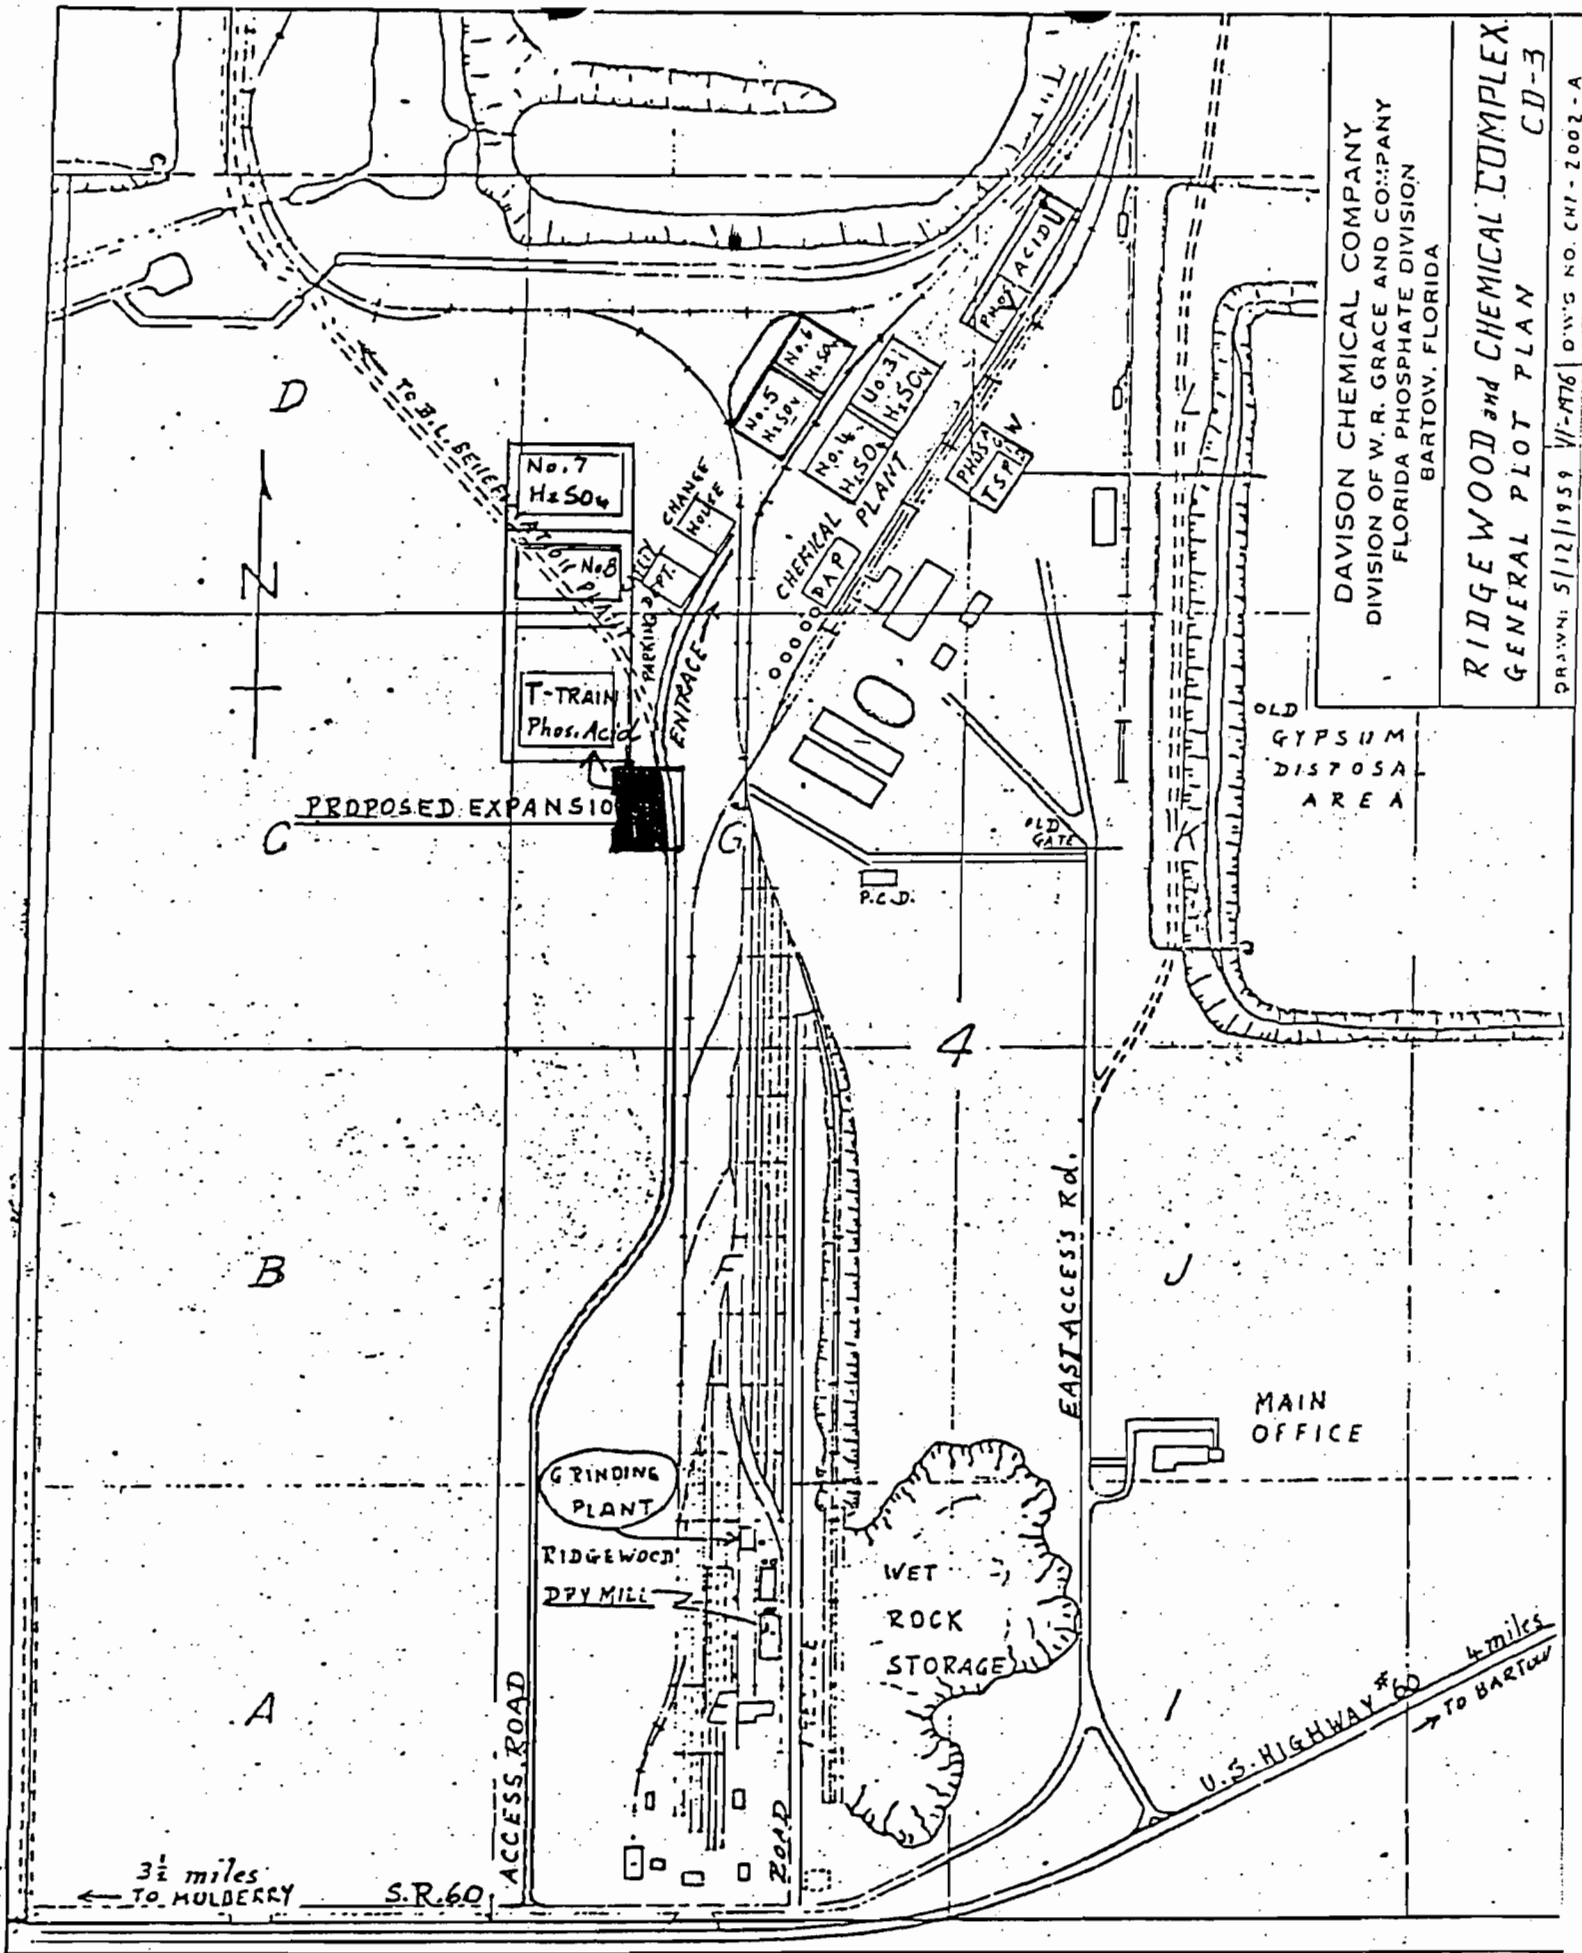 DAVISON CHEMICAL COMPANY
DIVISION OF W. R. GRACE AND COMPANY
FLORIDA PHOSPHATE DIVISION
BARTOW, FLORIDA
RIDGEWOOD and CHEMICAL COMPLEX
GENERAL PLOT PLAN CD-3
DRAWN: 5/12/1959
D
N
TO B.L.
No. 6
H2SO4
No. 5
H2SO4
No. 3
H2SO4
No. 4
H2SO4
PHOS ACID
PHOS A
TSP
No. 7
H2SO4
No. 8
CHANGE
HOUSE
CHEMICAL PLANT
DAP
PARKING
ENTRACE
T-TRAIN
Phos. Acid
OLD
GYPSUM
DISPOSA
AREA
PROPOSED EXPANSIO
C
G
K
OLD
GATE
P.C.D.
4
B
J
EAST ACCESS Rd.
MAIN
OFFICE
GRINDING
PLANT
RIDGEWOOD
DRY MILL
WET
ROCK
STORAGE
A
I
ACCESS ROAD
ROAD
4 miles
TO BARTOW
U.S. HIGHWAY #60
3½ miles
← TO MULBERRY
S.R. 60